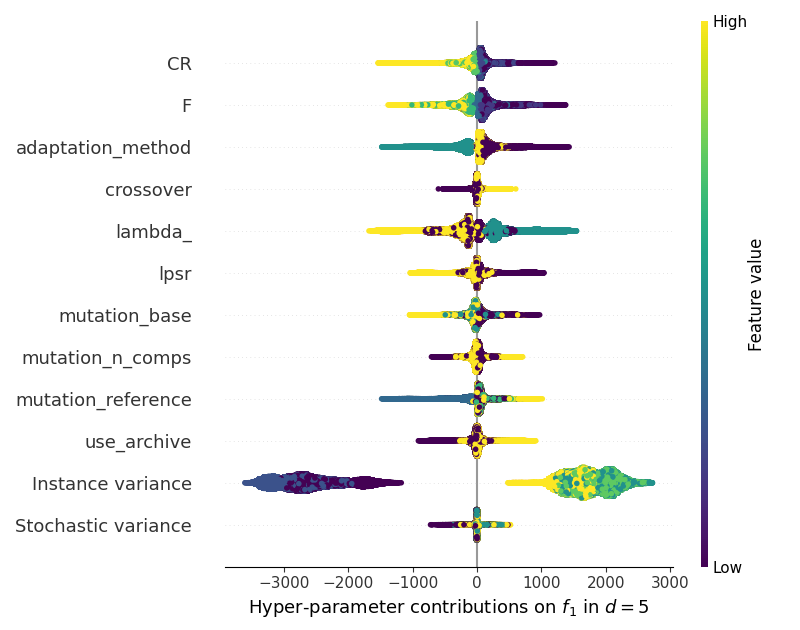 High
CR
F
adaptation_method
crossover
lambda_
lpsr
mutation_base
mutation_n_comps
mutation_reference
use_archive
Instance variance
Stochastic variance
Feature value
Low
−3000 −2000 −1000 0 1000 2000 3000
Hyper-parameter contributions on f₁ in d = 5